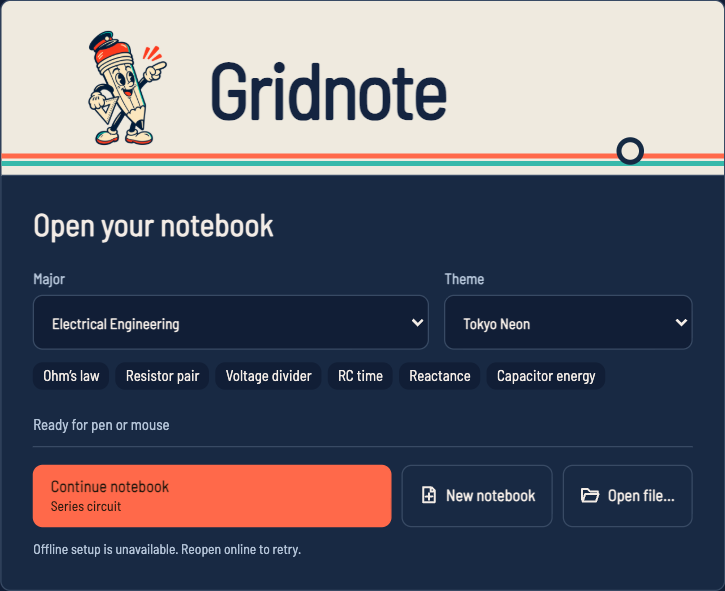 Gridnote
Open your notebook
Major
Theme
Electrical Engineering
Tokyo Neon
Ohm’s law
Resistor pair
Voltage divider
RC time
Reactance
Capacitor energy
Ready for pen or mouse
Continue notebook
Series circuit
New notebook
Open file...
Offline setup is unavailable. Reopen online to retry.